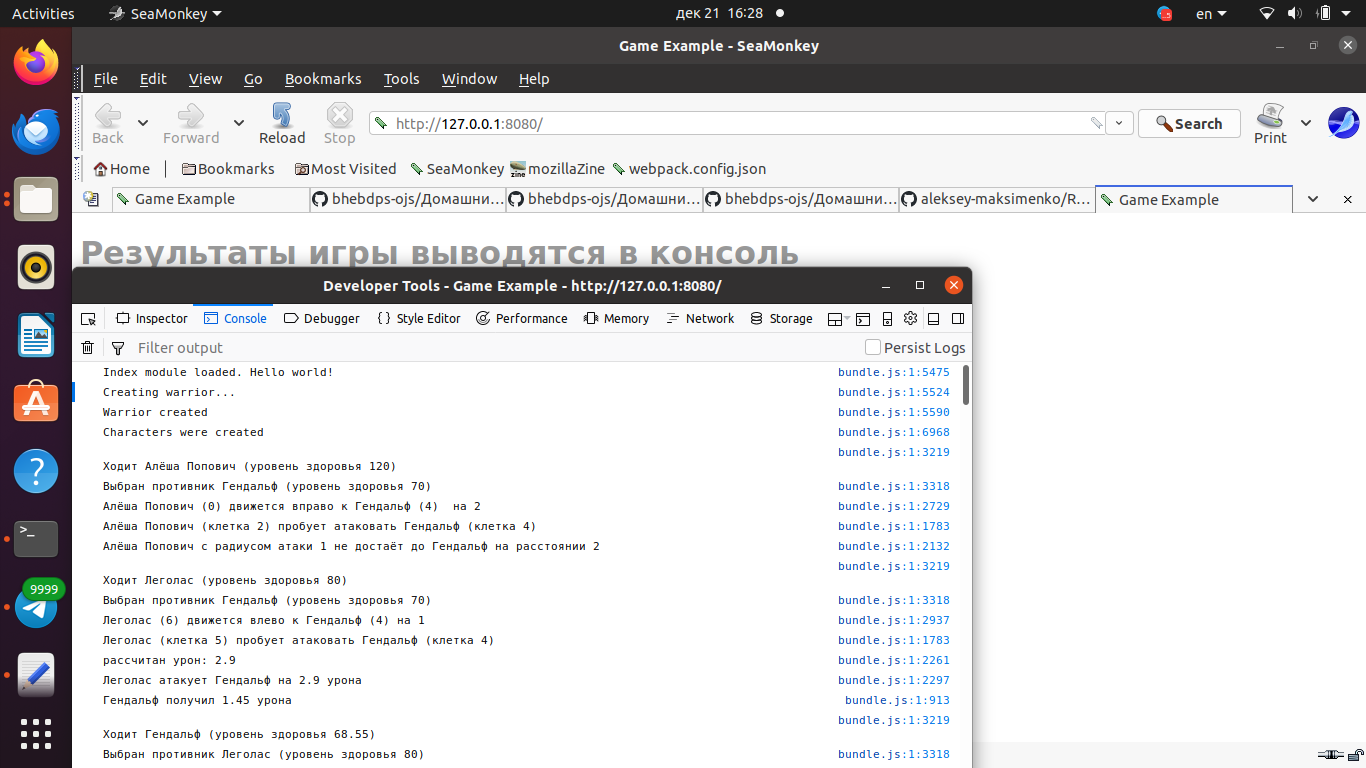 Activities SeaMonkey дек 21 16:28 en
Game Example - SeaMonkey
File Edit View Go Bookmarks Tools Window Help
Back Forward Reload Stop http://127.0.0.1:8080/ Search Print
Home Bookmarks Most Visited SeaMonkey mozillaZine webpack.config.json
Game Example bhebdps-ojs/Домашни... bhebdps-ojs/Домашни... bhebdps-ojs/Домашни... aleksey-maksimenko/R... Game Example
Результаты игры выводятся в консоль
Developer Tools - Game Example - http://127.0.0.1:8080/
Inspector Console Debugger Style Editor Performance Memory Network Storage
Filter output Persist Logs
Index module loaded. Hello world! bundle.js:1:5475
Creating warrior... bundle.js:1:5524
Warrior created bundle.js:1:5590
Characters were created bundle.js:1:6968
bundle.js:1:3219
Ходит Алёша Попович (уровень здоровья 120)
Выбран противник Гендальф (уровень здоровья 70) bundle.js:1:3318
Алёша Попович (0) движется вправо к Гендальф (4)  на 2 bundle.js:1:2729
Алёша Попович (клетка 2) пробует атаковать Гендальф (клетка 4) bundle.js:1:1783
Алёша Попович с радиусом атаки 1 не достаёт до Гендальф на расстоянии 2 bundle.js:1:2132
bundle.js:1:3219
Ходит Леголас (уровень здоровья 80)
Выбран противник Гендальф (уровень здоровья 70) bundle.js:1:3318
Леголас (6) движется влево к Гендальф (4) на 1 bundle.js:1:2937
Леголас (клетка 5) пробует атаковать Гендальф (клетка 4) bundle.js:1:1783
рассчитан урон: 2.9 bundle.js:1:2261
Леголас атакует Гендальф на 2.9 урона bundle.js:1:2297
Гендальф получил 1.45 урона bundle.js:1:913
bundle.js:1:3219
Ходит Гендальф (уровень здоровья 68.55)
Выбран противник Леголас (уровень здоровья 80) bundle.js:1:3318
9999